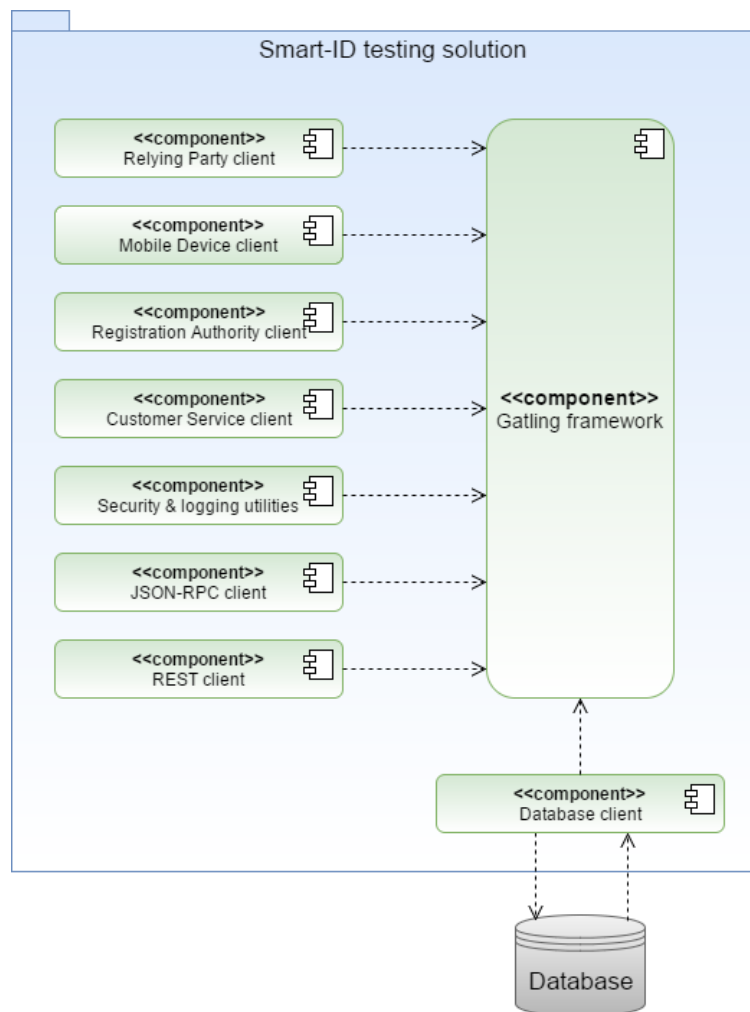 Smart-ID testing solution
<<component>>
Relying Party client
<<component>>
Mobile Device client
<<component>>
Registration Authority client
<<component>>
Customer Service client
<<component>>
Security & logging utilities
<<component>>
JSON-RPC client
<<component>>
REST client
<<component>>
Gatling framework
<<component>>
Database client
Database